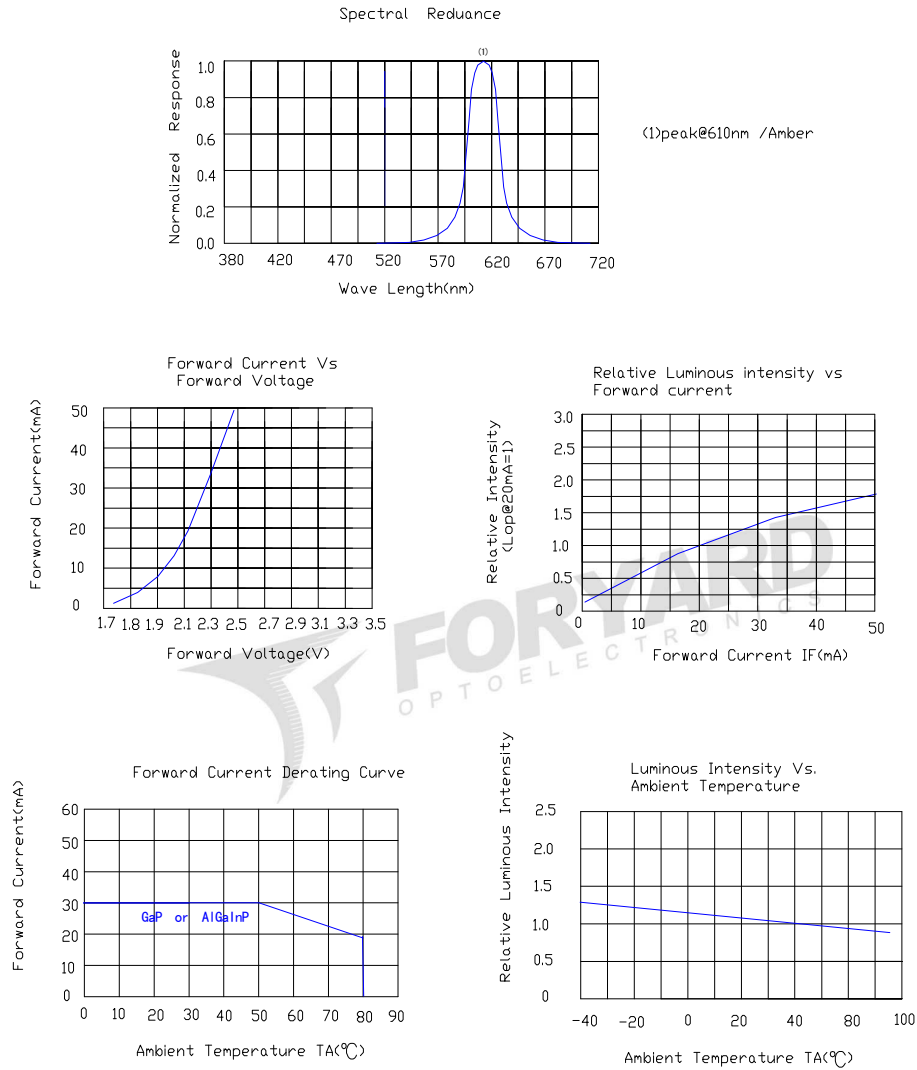 Spectral Reduance
(1)
Normalized Response
1.0
0.8
0.6
0.4
0.2
0.0
380 420 470 520 570 620 670 720
Wave Length(nm)
(1)peak@610nm /Amber
Forward Current Vs
Forward Voltage
Forward Current(mA)
50
40
30
20
10
0
1.7 1.8 1.9 2.1 2.3 2.5 2.7 2.9 3.1 3.3 3.5
Forward Voltage(V)
Relative Luminous intensity vs
Forward current
Relative Intensity
(Lop@20mA=1)
3.0
2.5
2.0
1.5
1.0
0.5
0
0 10 20 30 40 50
Forward Current IF(mA)
FORYARD
OPTOELECTRONICS
Forward Current Derating Curve
Forward Current(mA)
60
50
40
30
20
10
0
GaP or AlGaInP
0 10 20 30 40 50 60 70 80 90
Ambient Temperature TA(℃)
Luminous Intensity Vs.
Ambient Temperature
Relative Luminous Intensity
2.5
2.0
1.5
1.0
0.5
0
-40 -20 0 20 40 60 80 100
Ambient Temperature TA(℃)